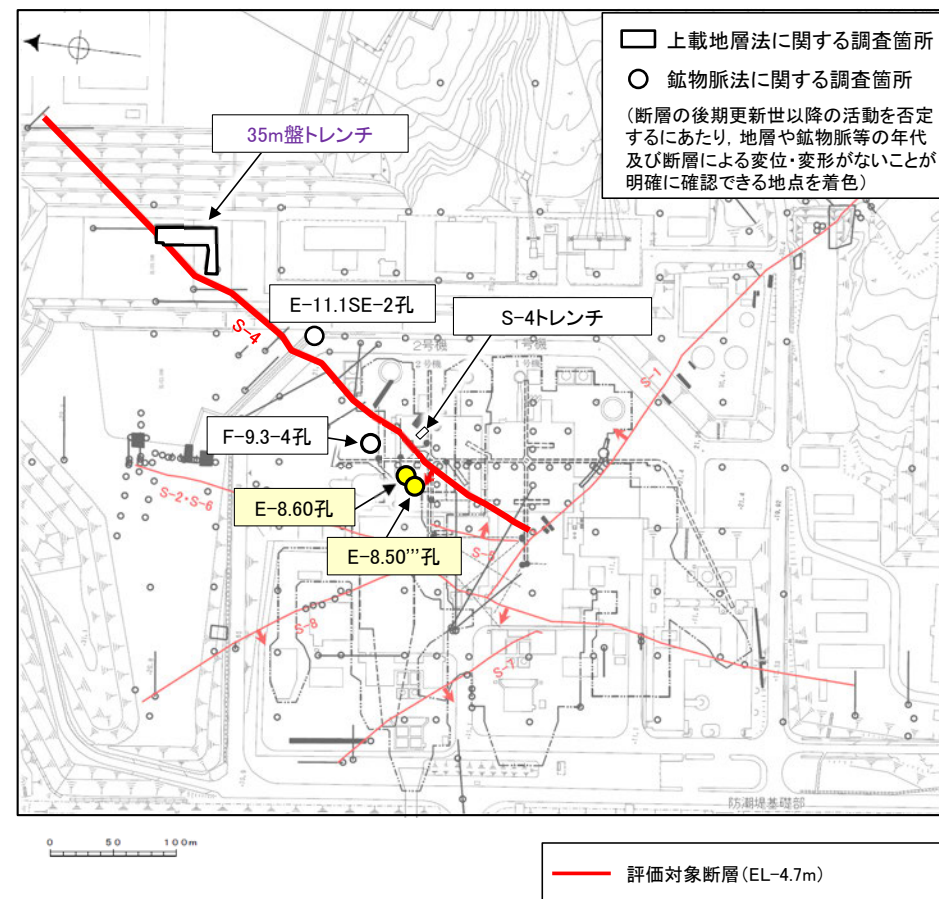 上載地層法に関する調査箇所
鉱物脈法に関する調査箇所
(断層の後期更新世以降の活動を否定
するにあたり，地層や鉱物脈等の年代
及び断層による変位・変形がないことが
明確に確認できる地点を着色)
35m盤トレンチ
E-11.1SE-2孔
S-4トレンチ
S-4
2号機
1号機
S-1
F-9.3-4孔
S-2・S-6
E-8.60孔
E-8.50'''孔
S-8
S-7
防潮堤基礎部
0 50 100m
評価対象断層(EL-4.7m)